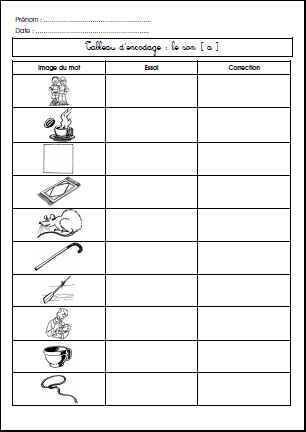 Prénom : ............................................
Date : ................................................
Tableau d'encodage : le son [ a ]
Image du mot Essai Correction